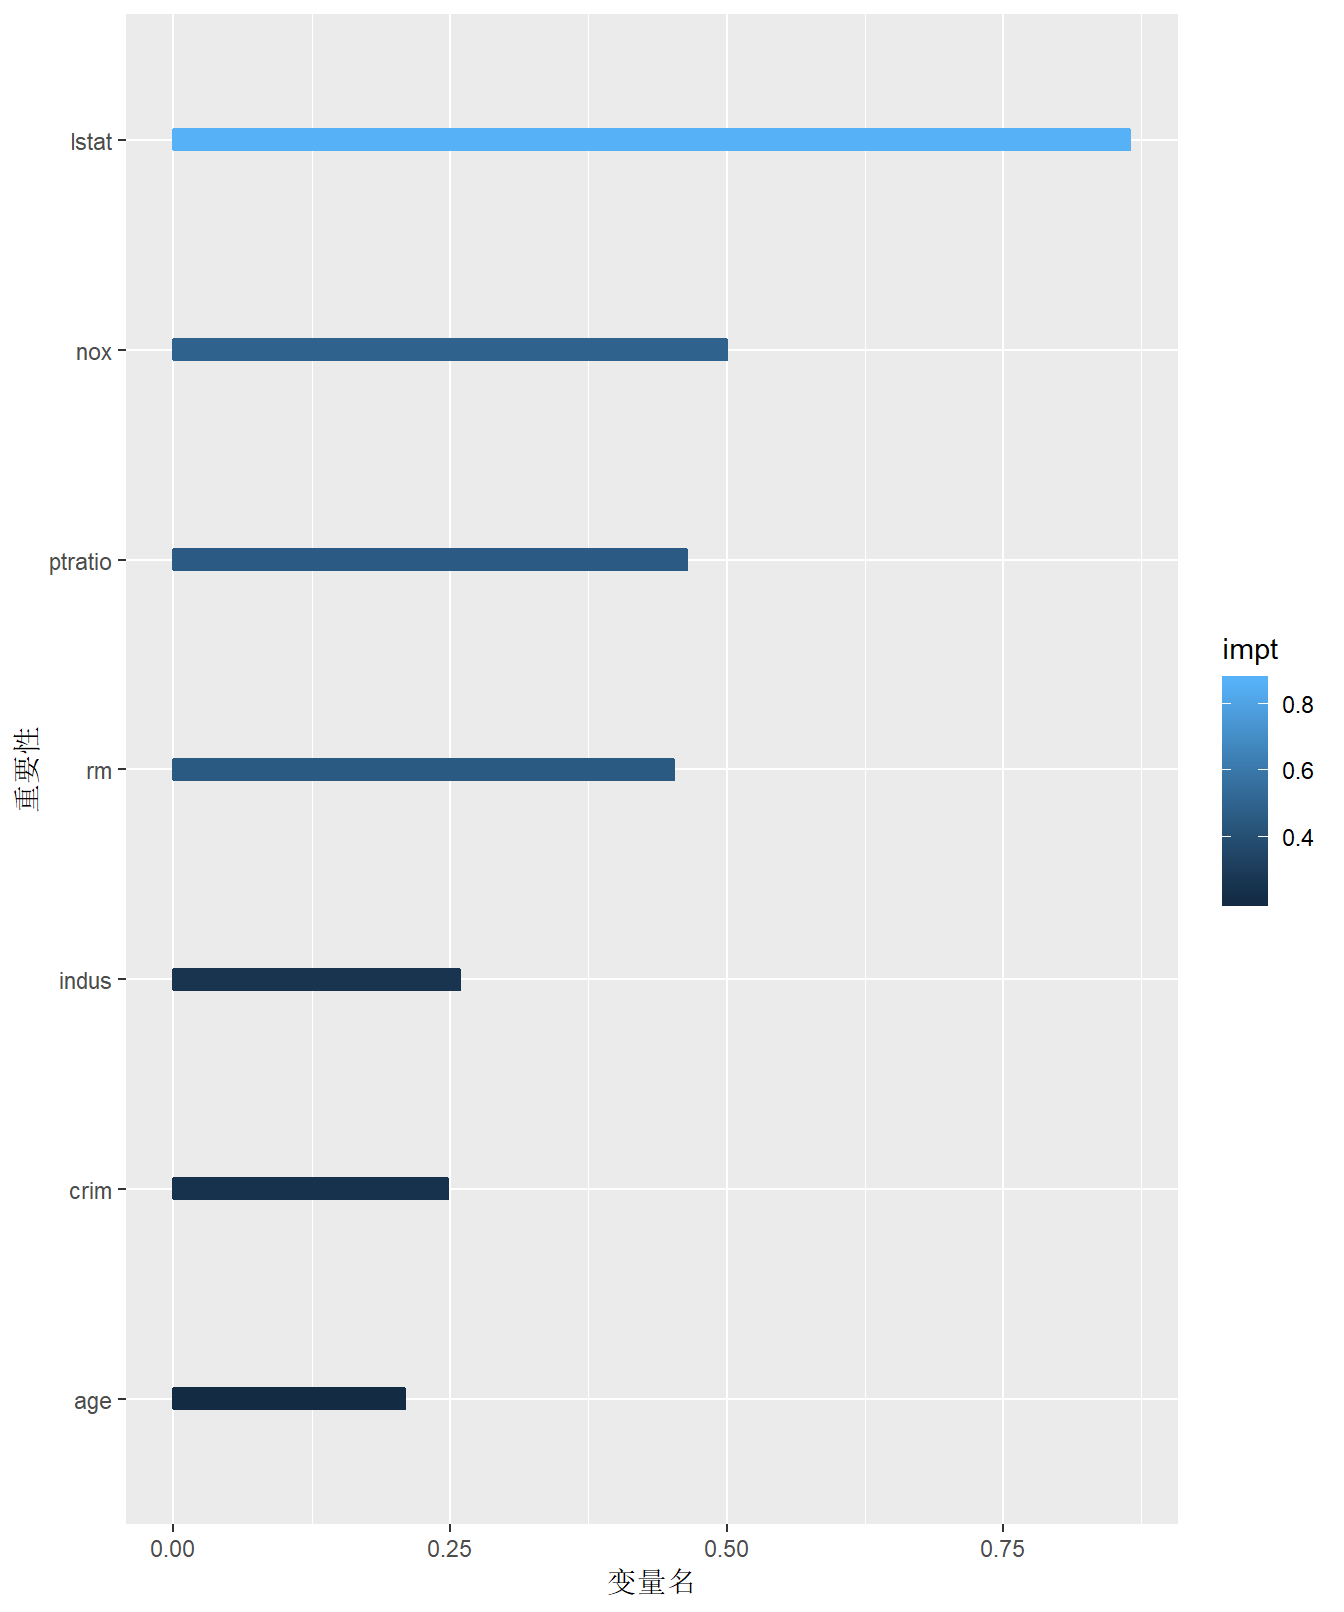 lstat
nox
ptratio
rm
indus
crim
age
重要性
0.00 0.25 0.50 0.75
变量名
impt
0.8
0.6
0.4